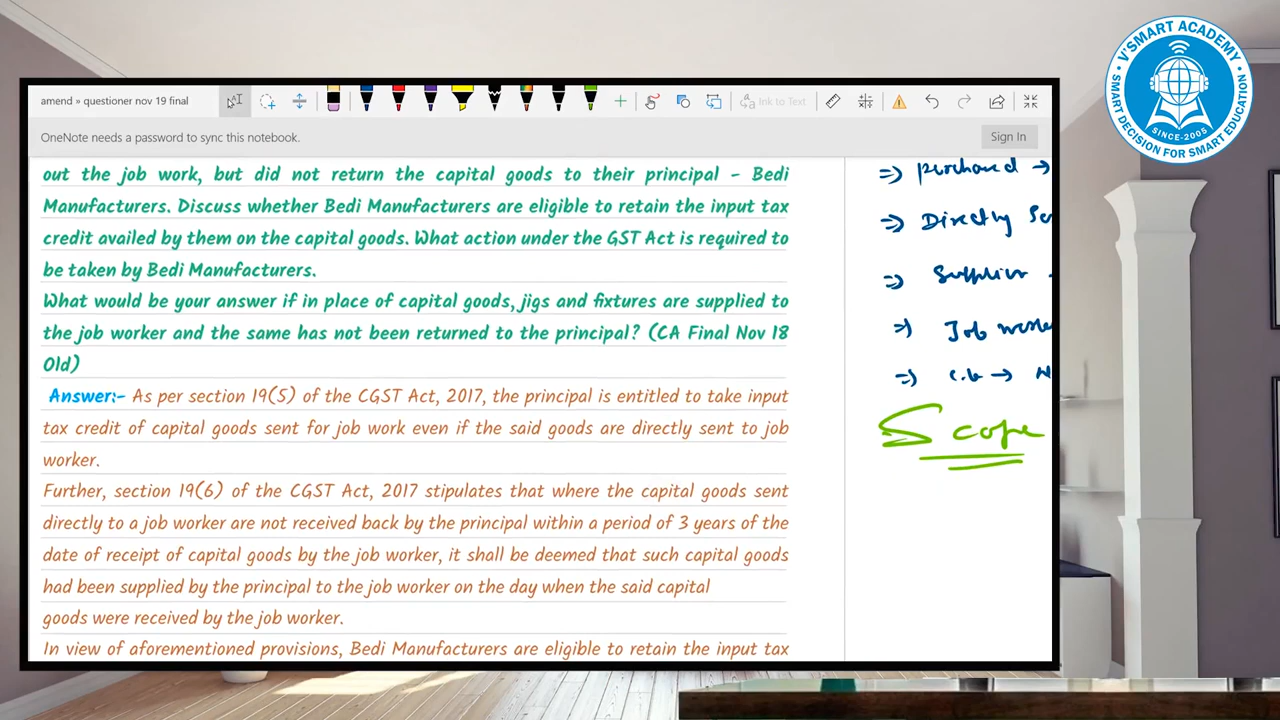 amend » questioner nov 19 final
Ink to Text
OneNote needs a password to sync this notebook.
Sign In
out the job work, but did not return the capital goods to their principal - Bedi
Manufacturers. Discuss whether Bedi Manufacturers are eligible to retain the input tax
credit availed by them on the capital goods. What action under the GST Act is required to
be taken by Bedi Manufacturers.
What would be your answer if in place of capital goods, jigs and fixtures are supplied to
the job worker and the same has not been returned to the principal? (CA Final Nov 18
Old)
Answer:- As per section 19(5) of the CGST Act, 2017, the principal is entitled to take input
tax credit of capital goods sent for job work even if the said goods are directly sent to job
worker.
Further, section 19(6) of the CGST Act, 2017 stipulates that where the capital goods sent
directly to a job worker are not received back by the principal within a period of 3 years of the
date of receipt of capital goods by the job worker, it shall be deemed that such capital goods
had been supplied by the principal to the job worker on the day when the said capital
goods were received by the job worker.
In view of aforementioned provisions, Bedi Manufacturers are eligible to retain the input tax
⇒ purchased →
⇒ Directly
⇒ Supplier
⇒ Job worker
⇒ C.G →
Scope
V'SMART ACADEMY
SMART DECISION FOR SMART EDUCATION
SINCE-2005